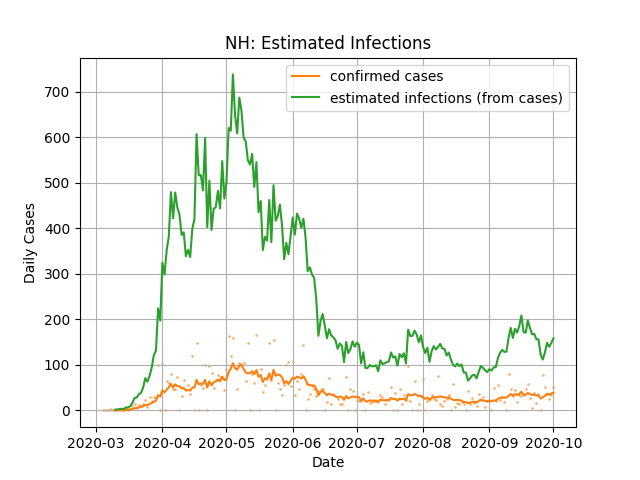 NH: Estimated Infections
confirmed cases
estimated infections (from cases)
Daily Cases
700
600
500
400
300
200
100
0
2020-03 2020-04 2020-05 2020-06 2020-07 2020-08 2020-09 2020-10
Date